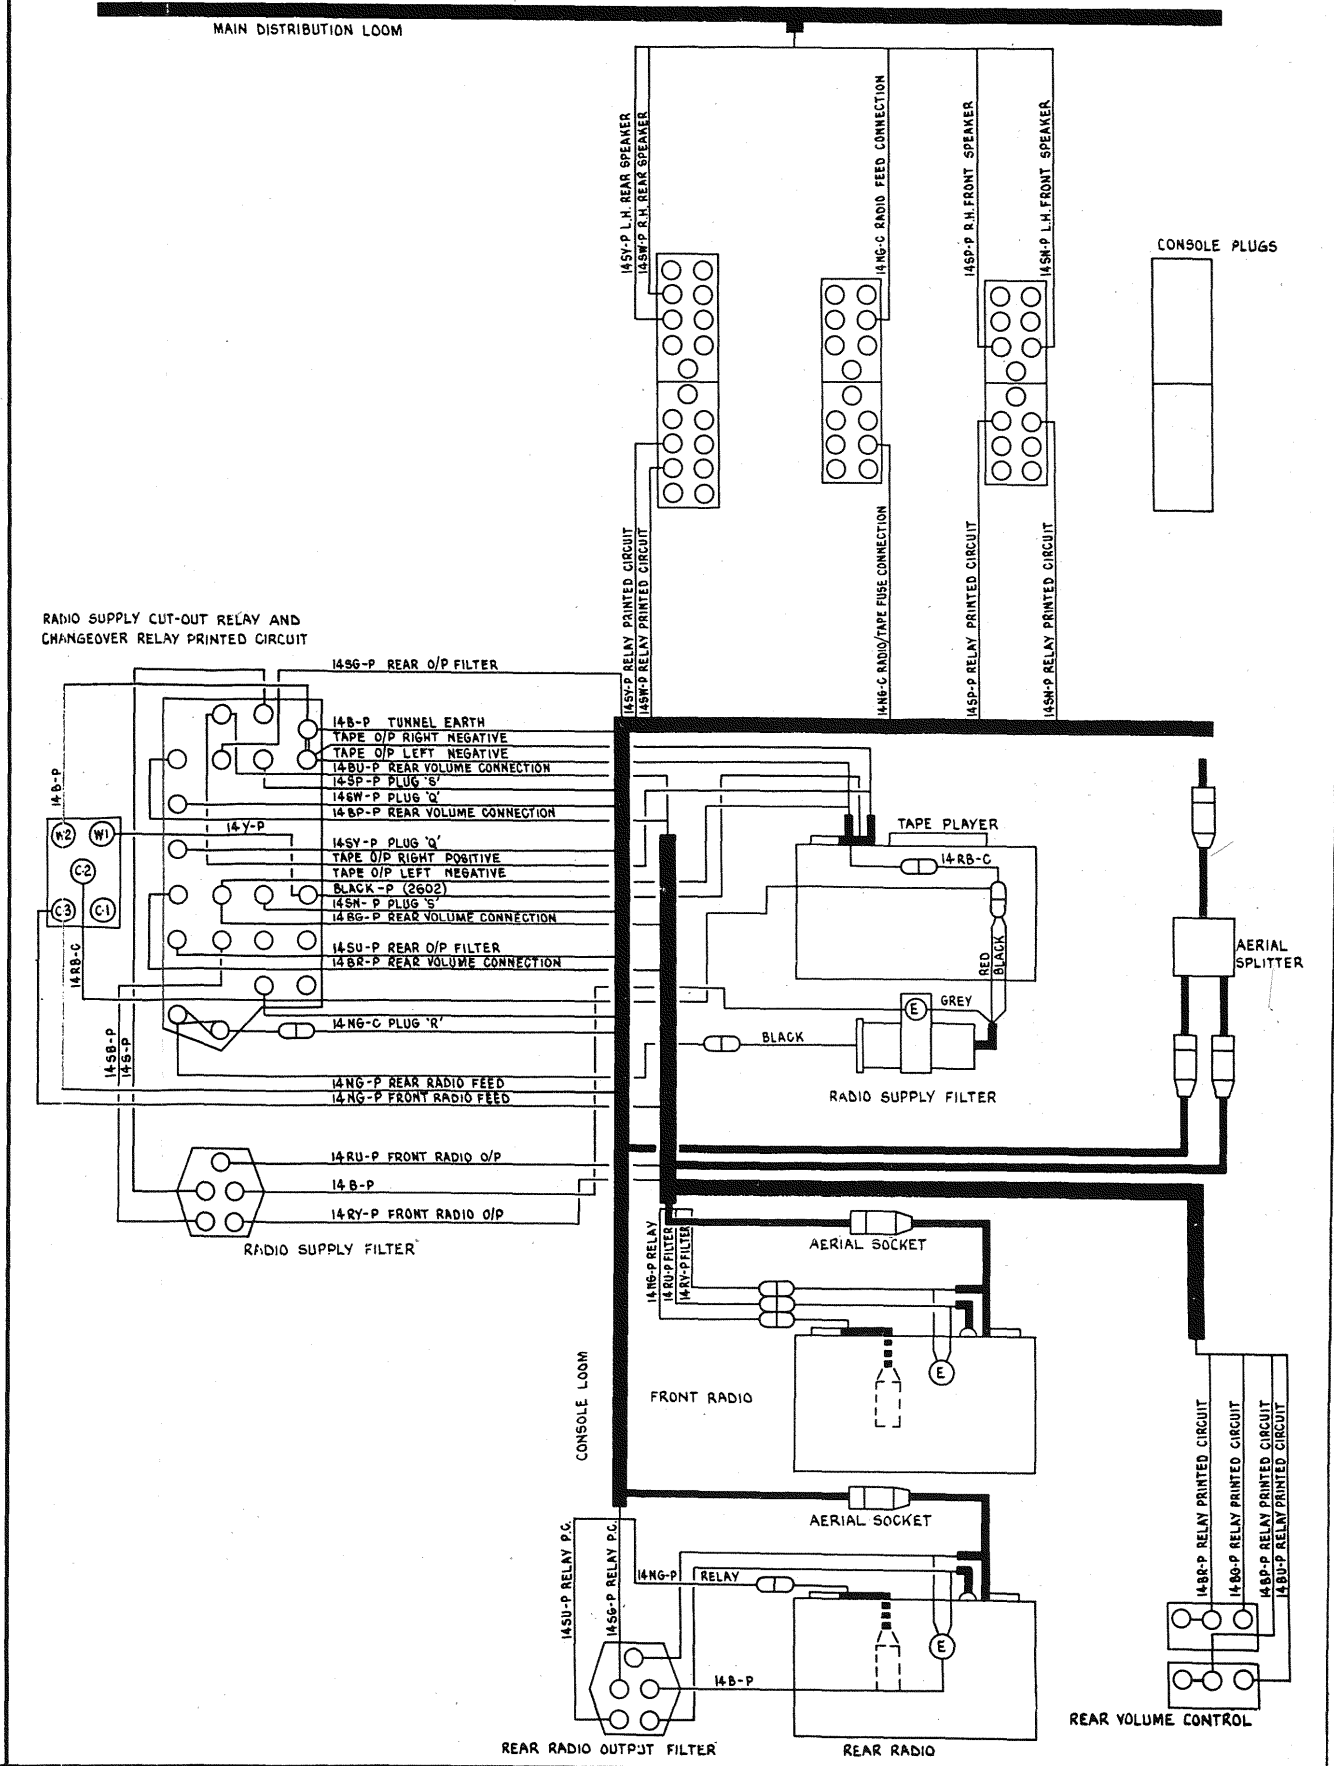 MAIN DISTRIBUTION LOOM
14SY-P L.H. REAR SPEAKER
14SW-P R.H. REAR SPEAKER
14NG-C RADIO FEED CONNECTION
14SP-P R.H. FRONT SPEAKER
14SN-P L.H. FRONT SPEAKER
CONSOLE PLUGS
14SY-P RELAY PRINTED CIRCUIT
14SW-P RELAY PRINTED CIRCUIT
14NG-C RADIO/TAPE FUSE CONNECTION
14SP-P RELAY PRINTED CIRCUIT
14SN-P RELAY PRINTED CIRCUIT
RADIO SUPPLY CUT-OUT RELAY AND
CHANGEOVER RELAY PRINTED CIRCUIT
14SG-P REAR O/P FILTER
14B-P TUNNEL EARTH
TAPE O/P RIGHT NEGATIVE
TAPE O/P LEFT NEGATIVE
14BU-P REAR VOLUME CONNECTION
14SP-P PLUG 'S'
14SW-P PLUG 'Q'
14BP-P REAR VOLUME CONNECTION
14SY-P PLUG 'Q'
TAPE O/P RIGHT POSITIVE
TAPE O/P LEFT NEGATIVE
BLACK-P (2602)
14SN-P PLUG 'S'
14BG-P REAR VOLUME CONNECTION
14SU-P REAR O/P FILTER
14BR-P REAR VOLUME CONNECTION
14NG-C PLUG 'R'
14NG-P REAR RADIO FEED
14NG-P FRONT RADIO FEED
14B-P
14Y-P
W2
W1
C-2
C3
C-1
14RB-C
14SB-P
14S-P
TAPE PLAYER
14RB-C
RED
BLACK
GREY
E
BLACK
RADIO SUPPLY FILTER
AERIAL
SPLITTER
14RU-P FRONT RADIO O/P
14B-P
14RY-P FRONT RADIO O/P
RADIO SUPPLY FILTER
14NG-P RELAY
14RU-P FILTER
14RY-P FILTER
AERIAL SOCKET
E
FRONT RADIO
CONSOLE LOOM
AERIAL SOCKET
14SU-P RELAY P.C.
14SG-P RELAY P.C.
14NG-P RELAY
E
14B-P
REAR RADIO OUTPUT FILTER
REAR RADIO
14BR-P RELAY PRINTED CIRCUIT
14BG-P RELAY PRINTED CIRCUIT
14BP-P RELAY PRINTED CIRCUIT
14BU-P RELAY PRINTED CIRCUIT
REAR VOLUME CONTROL